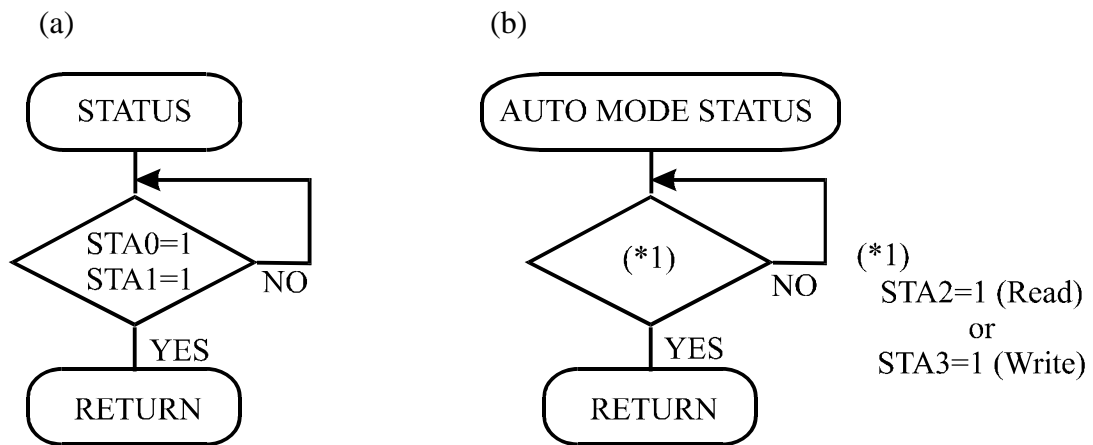 (a)
STATUS
STA0=1
STA1=1
NO
YES
RETURN
(b)
AUTO MODE STATUS
(*1)
NO
YES
RETURN
(*1)
STA2=1 (Read)
or
STA3=1 (Write)